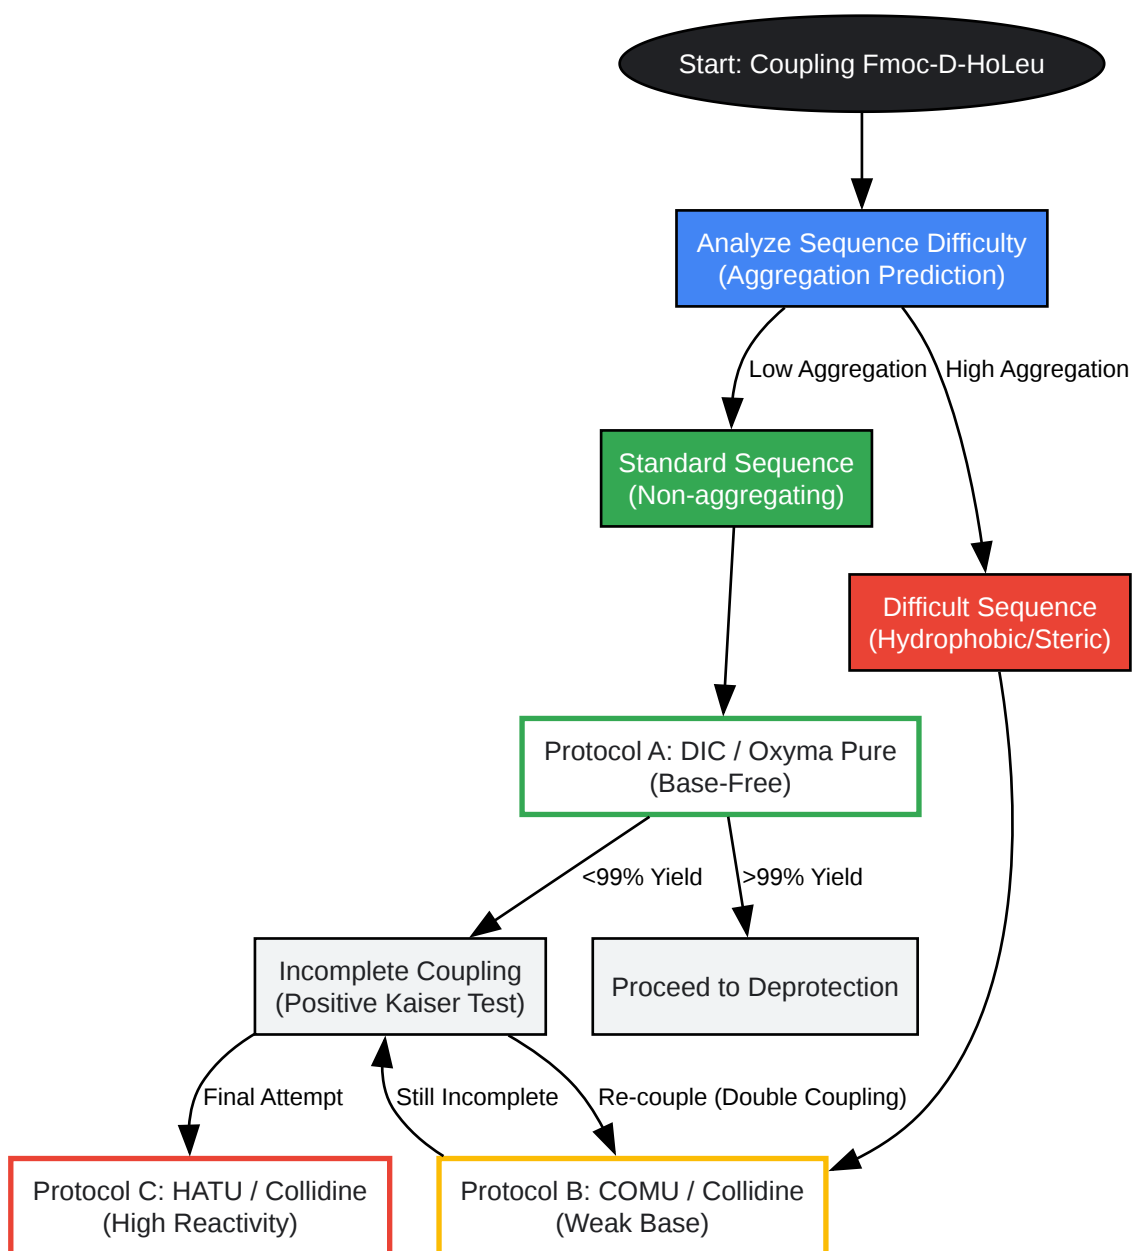 Start: Coupling Fmoc-D-HoLeu
Analyze Sequence Difficulty
(Aggregation Prediction)
Low Aggregation
High Aggregation
Standard Sequence
(Non-aggregating)
Difficult Sequence
(Hydrophobic/Steric)
Protocol A: DIC / Oxyma Pure
(Base-Free)
<99% Yield
>99% Yield
Incomplete Coupling
(Positive Kaiser Test)
Proceed to Deprotection
Final Attempt
Still Incomplete
Re-couple (Double Coupling)
Protocol C: HATU / Collidine
(High Reactivity)
Protocol B: COMU / Collidine
(Weak Base)